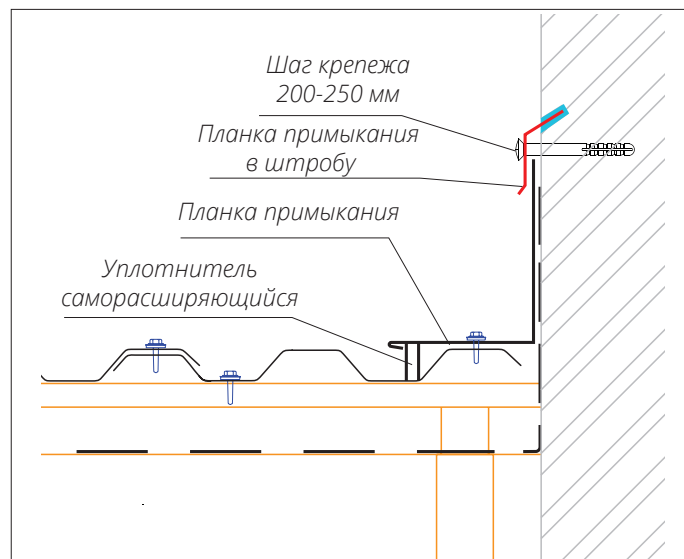 Шаг крепежа
200-250 мм
Планка примыкания
в штробу
Планка примыкания
Уплотнитель
саморасширяющийся